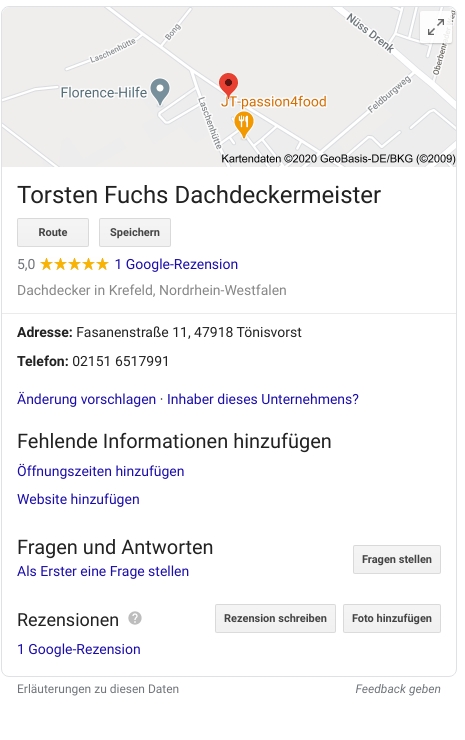 Nüss Drenk
Bong
Laschenhütte
Oberben
Florence-Hilfe
JT-passion4food
Laschenhütte
Feldburgweg
Kartendaten ©2020 GeoBasis-DE/BKG (©2009)
Torsten Fuchs Dachdeckermeister
Route Speichern
5,0 ★★★★★ 1 Google-Rezension
Dachdecker in Krefeld, Nordrhein-Westfalen
Adresse: Fasanenstraße 11, 47918 Tönisvorst
Telefon: 02151 6517991
Änderung vorschlagen · Inhaber dieses Unternehmens?
Fehlende Informationen hinzufügen
Öffnungszeiten hinzufügen
Website hinzufügen
Fragen und Antworten
Fragen stellen
Als Erster eine Frage stellen
Rezensionen ? Rezension schreiben Foto hinzufügen
1 Google-Rezension
Erläuterungen zu diesen Daten Feedback geben